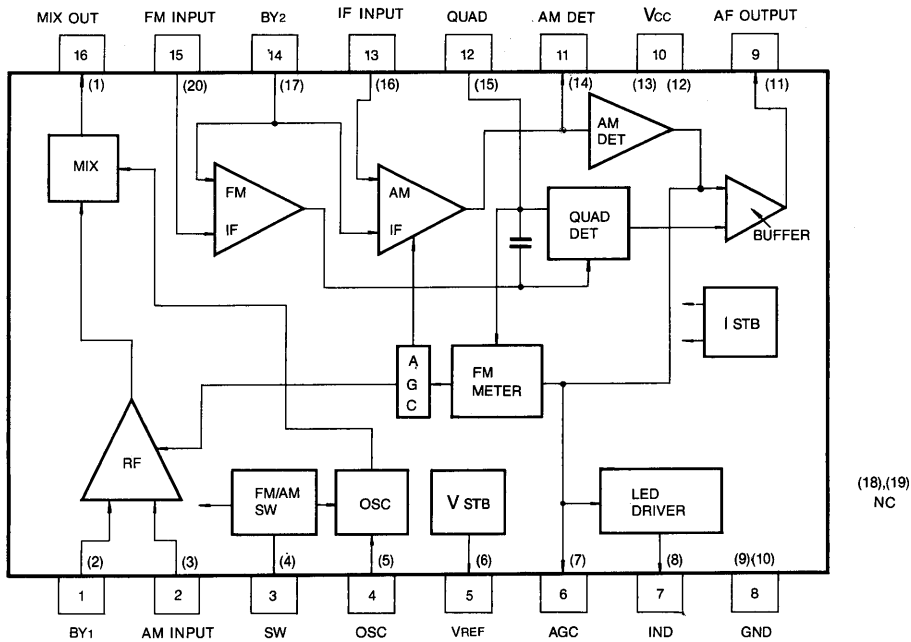 MIX OUT FM INPUT BY2 IF INPUT QUAD AM DET VCC AF OUTPUT
16 15 14 13 12 11 10 9
(1) (20) (17) (16) (15) (14) (13) (12) (11)
MIX
FM
IF
AM
IF
AM
DET
QUAD
DET
BUFFER
I STB
A
G
C
FM
METER
RF
FM/AM
SW
OSC
V STB
LED
DRIVER
(18),(19)
NC
(2) (3) (4) (5) (6) (7) (8) (9)(10)
1 2 3 4 5 6 7 8
BY1 AM INPUT SW OSC VREF AGC IND GND